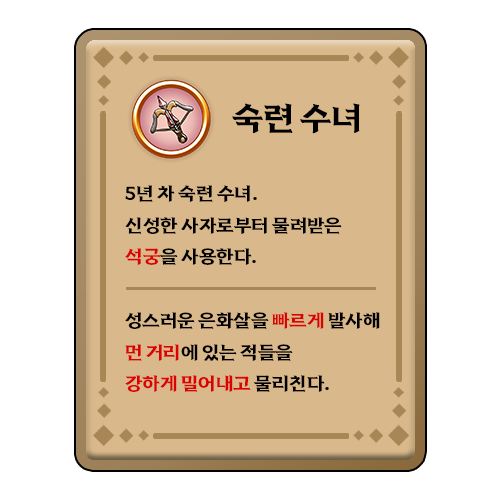 숙련 수녀
5년 차 숙련 수녀.
신성한 사자로부터 물려받은
석궁을 사용한다.
성스러운 은화살을 빠르게 발사해
먼 거리에 있는 적들을
강하게 밀어내고 물리친다.